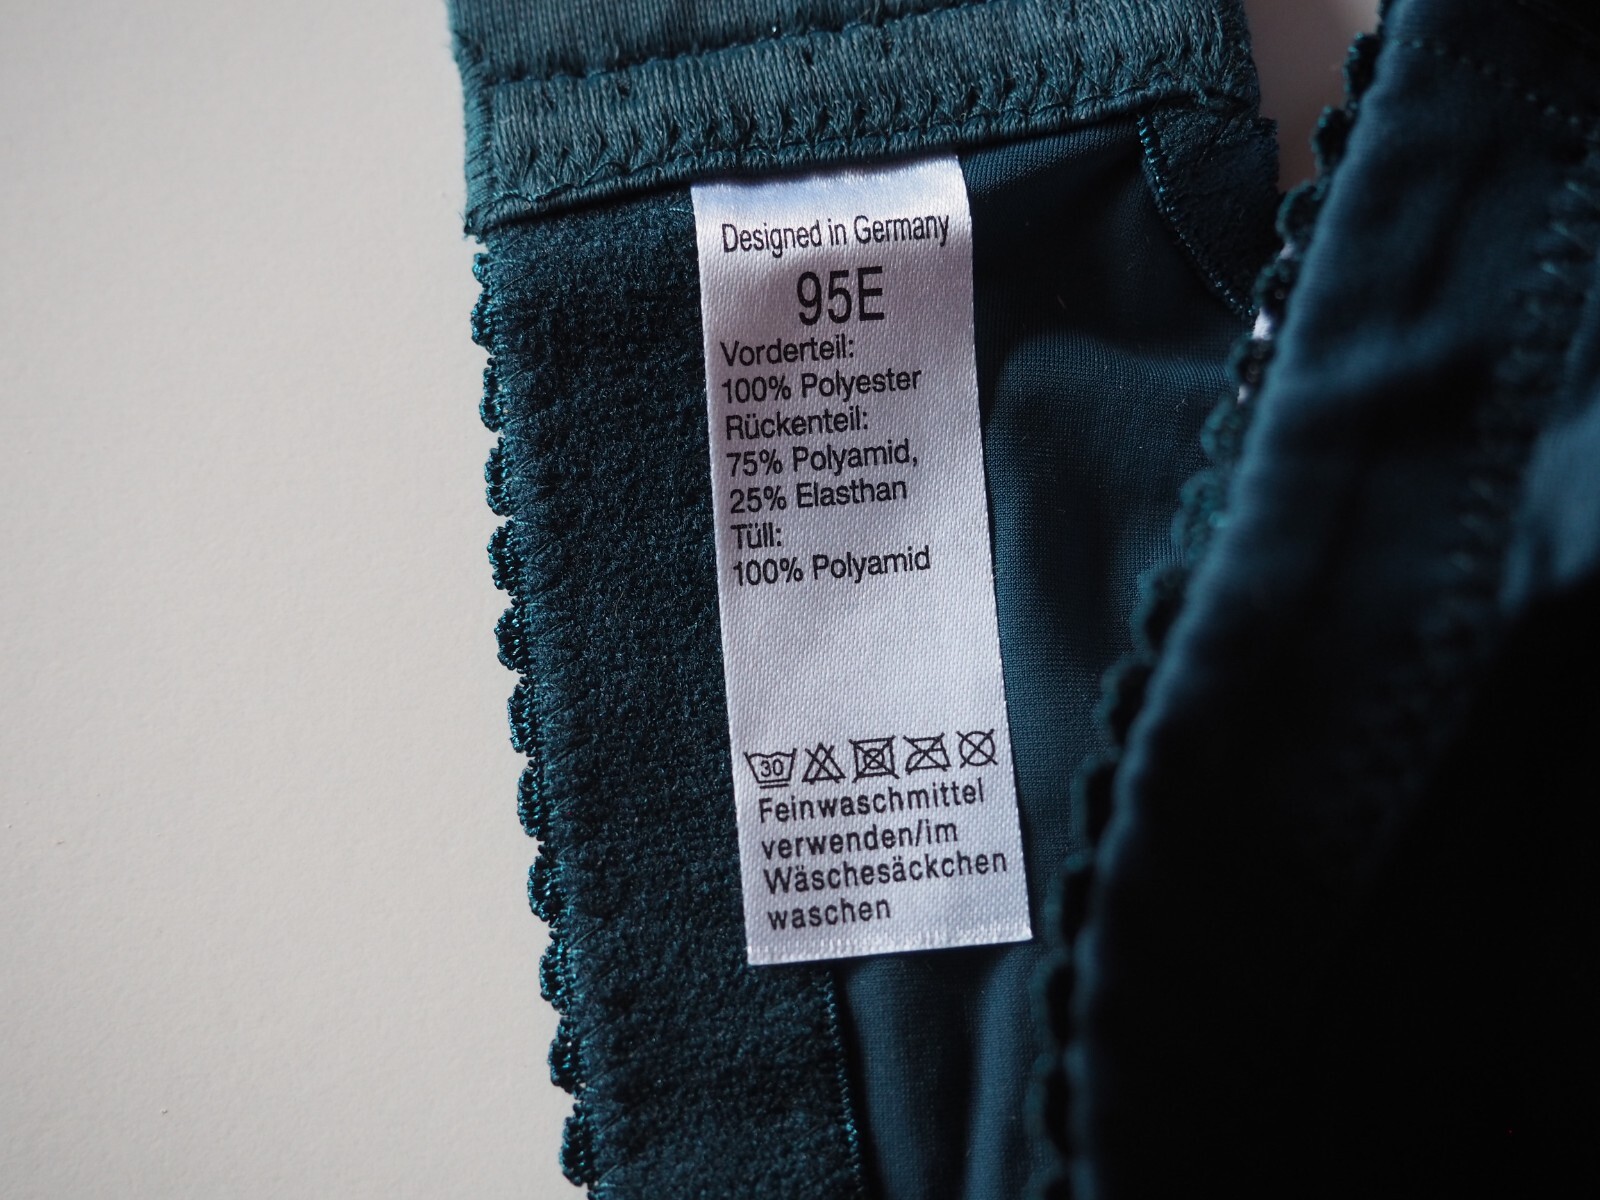 Designed in Germany
95E
Vorderteil:
100% Polyester
Rückenteil:
75% Polyamid,
25% Elasthan
Tüll:
100% Polyamid
30
Feinwaschmittel
verwenden/im
Wäschesäckchen
waschen